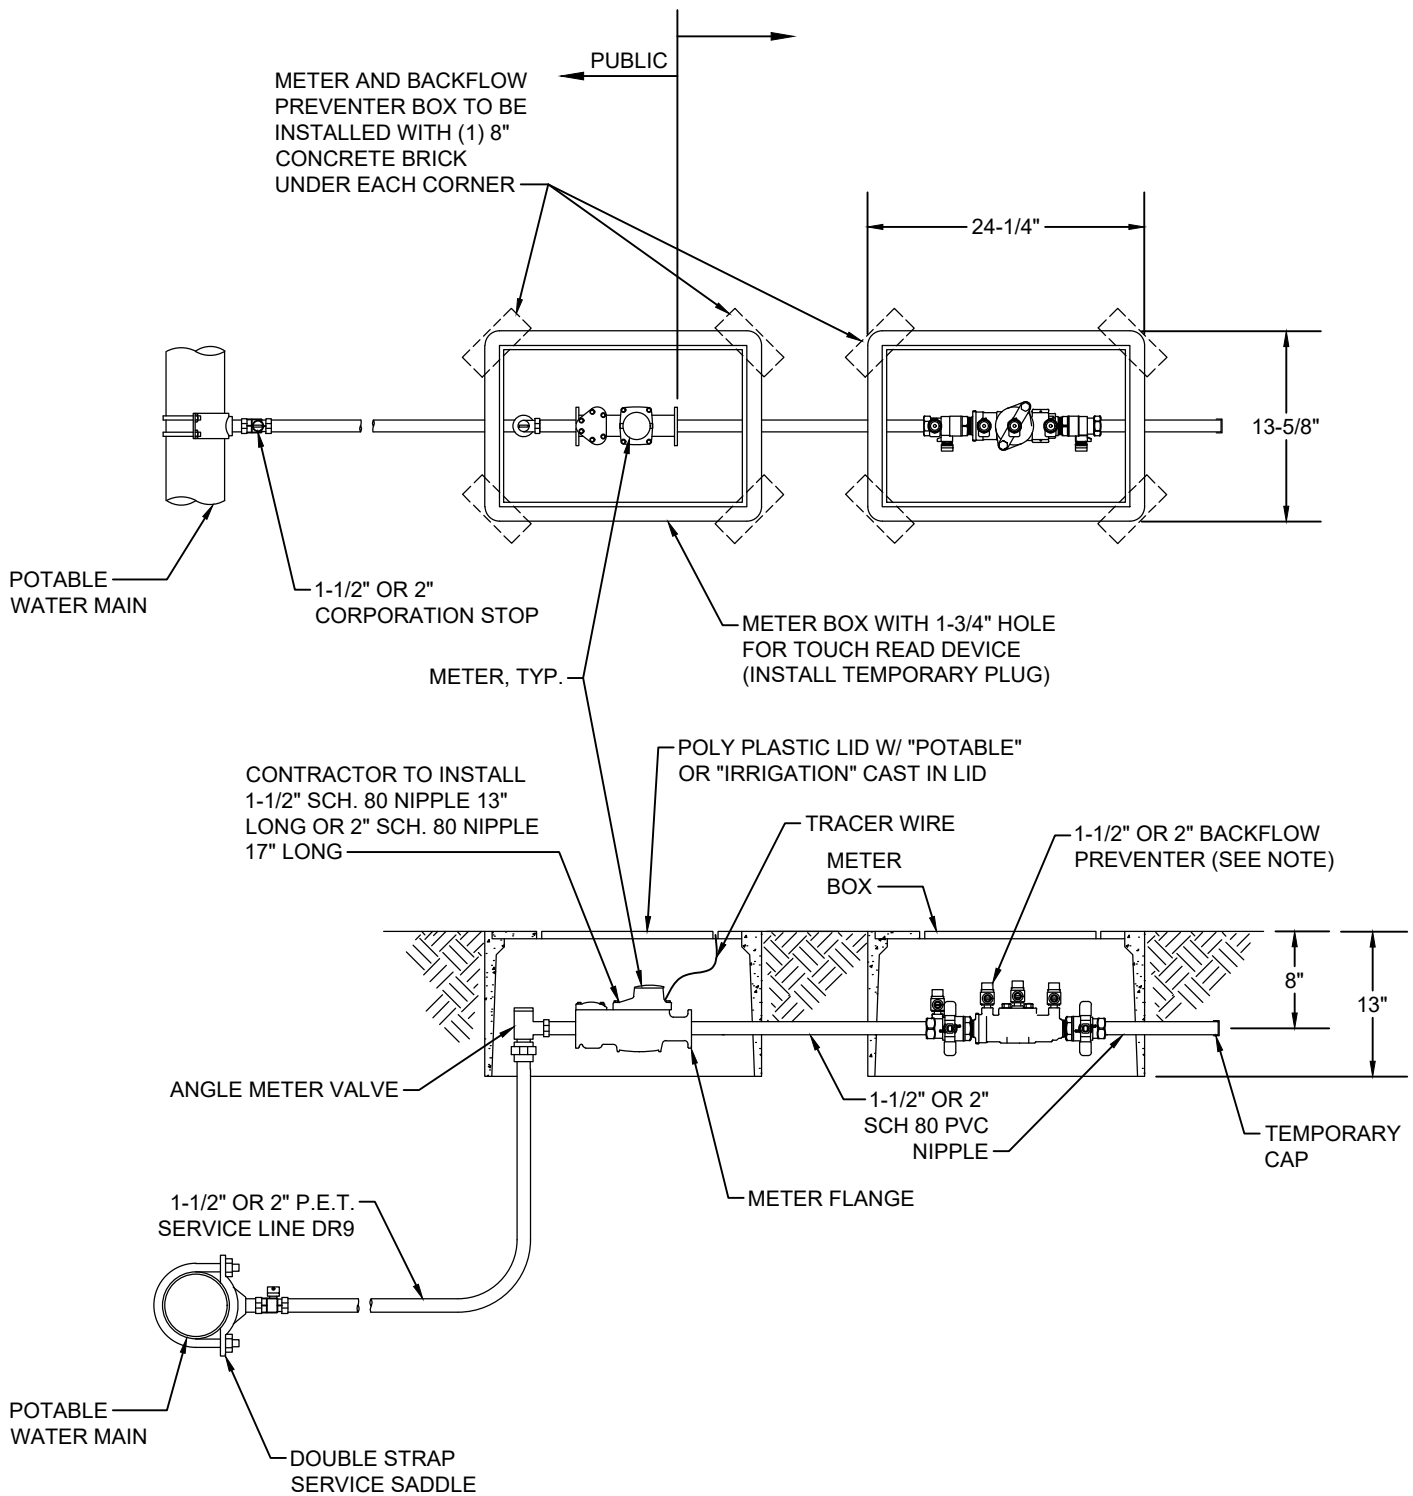 PUBLIC
METER AND BACKFLOW
PREVENTER BOX TO BE
INSTALLED WITH (1) 8"
CONCRETE BRICK
UNDER EACH CORNER
24-1/4"
13-5/8"
POTABLE
WATER MAIN
1-1/2" OR 2"
CORPORATION STOP
METER BOX WITH 1-3/4" HOLE
FOR TOUCH READ DEVICE
(INSTALL TEMPORARY PLUG)
METER, TYP.
POLY PLASTIC LID W/ "POTABLE"
OR "IRRIGATION" CAST IN LID
CONTRACTOR TO INSTALL
1-1/2" SCH. 80 NIPPLE 13"
LONG OR 2" SCH. 80 NIPPLE
17" LONG
TRACER WIRE
METER
BOX
1-1/2" OR 2" BACKFLOW
PREVENTER (SEE NOTE)
8"
13"
ANGLE METER VALVE
1-1/2" OR 2"
SCH 80 PVC
NIPPLE
TEMPORARY
CAP
METER FLANGE
1-1/2" OR 2" P.E.T.
SERVICE LINE DR9
POTABLE
WATER MAIN
DOUBLE STRAP
SERVICE SADDLE